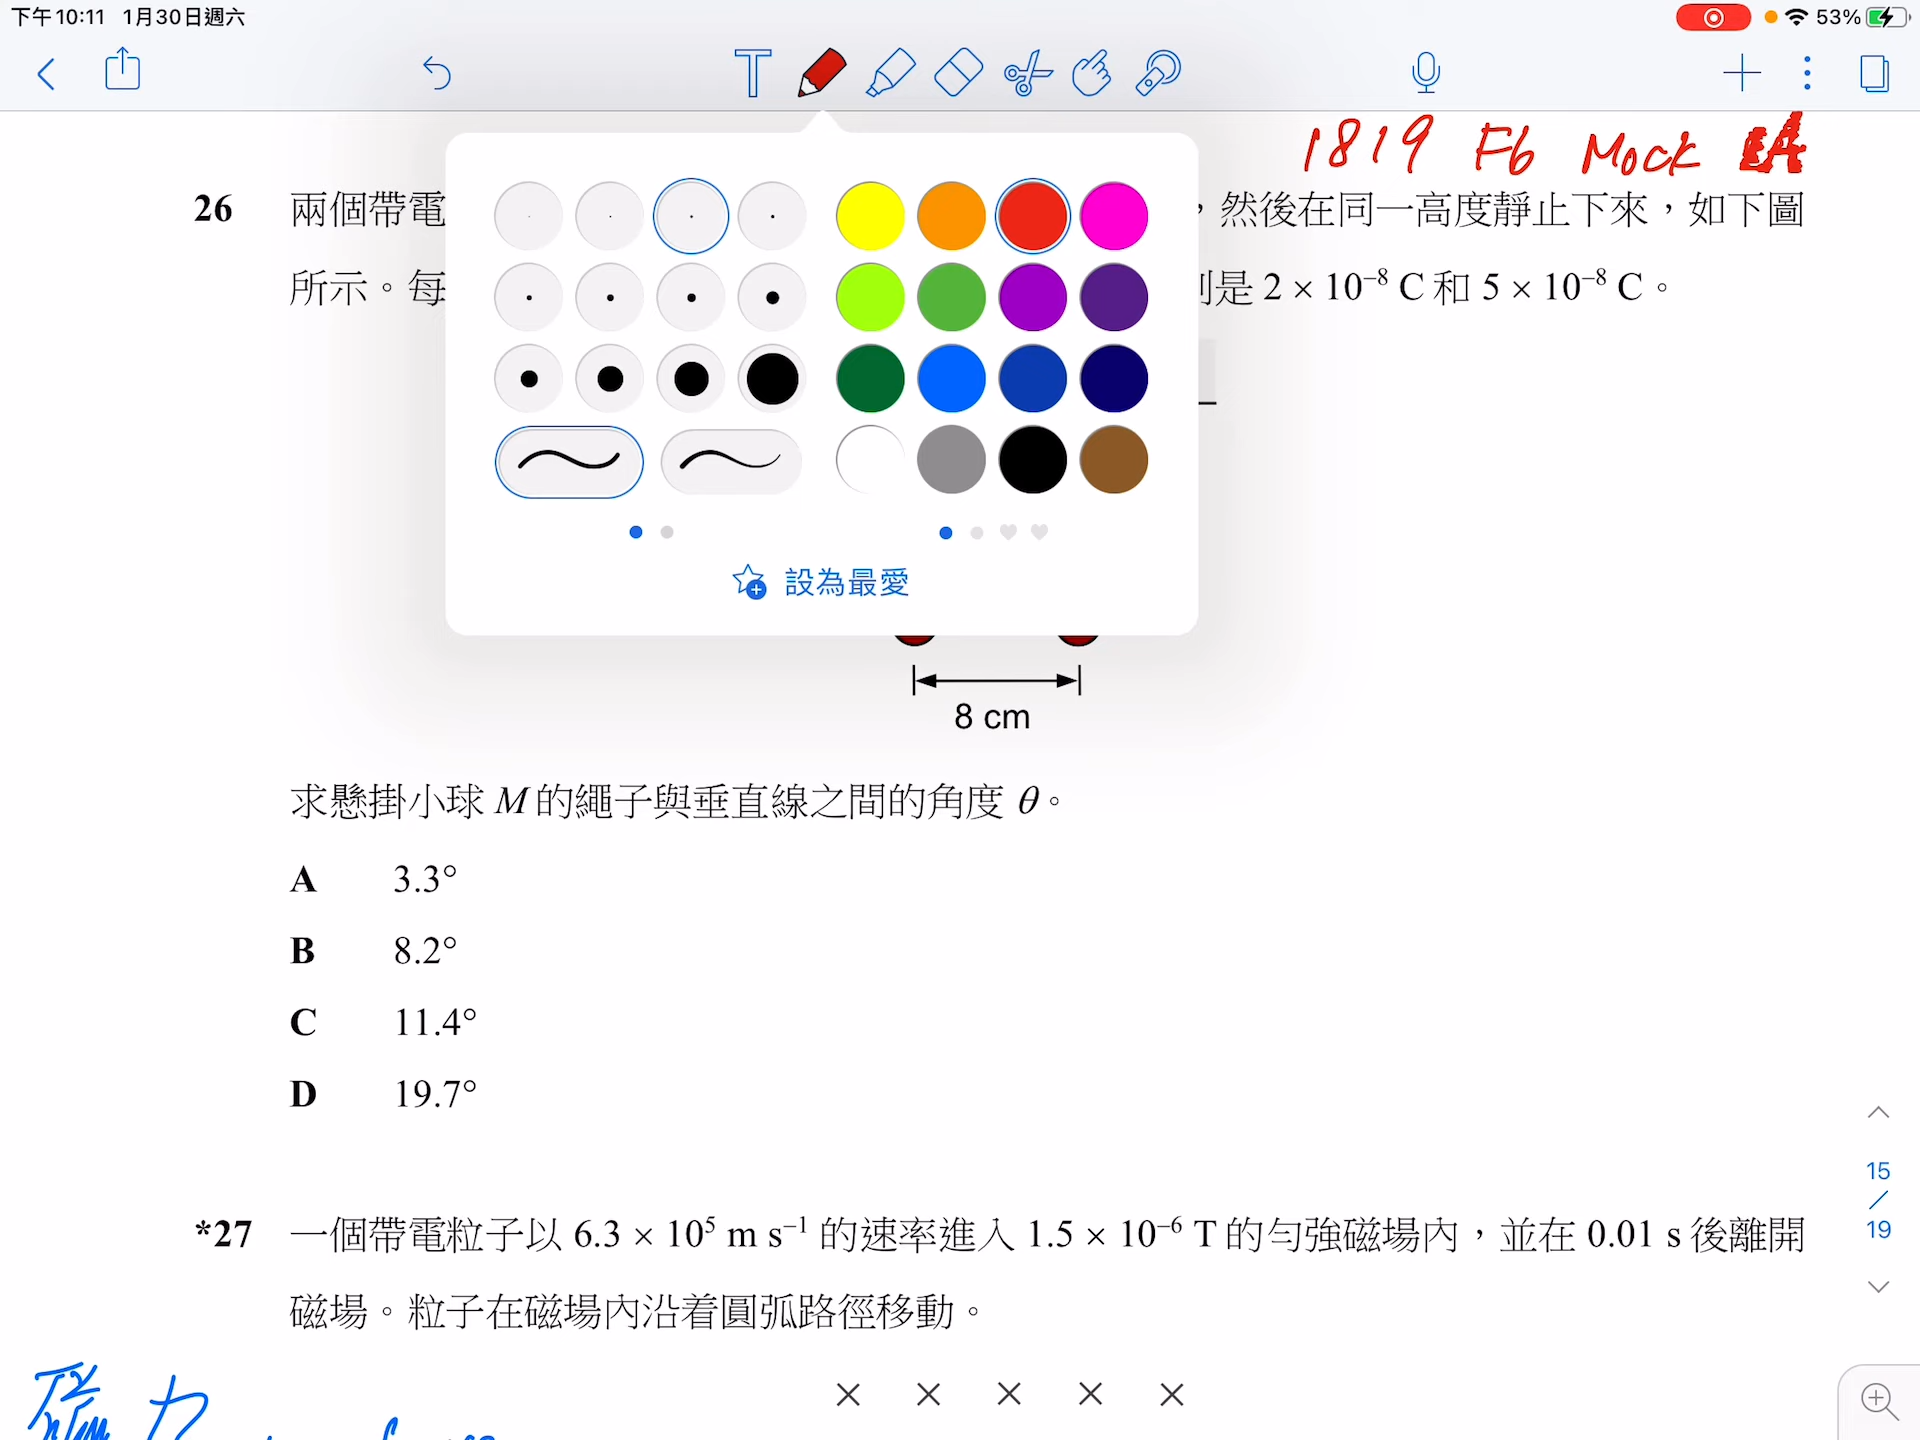 下午10:11 1月30日週六
53%
T
1819 F6 Mock
26 兩個帶電 ，然後在同一高度靜止下來，如下圖
所示。每 是 2 × 10⁻⁸ C 和 5 × 10⁻⁸ C。
設為最愛
8 cm
求懸掛小球 M 的繩子與垂直線之間的角度 θ。
A 3.3°
B 8.2°
C 11.4°
D 19.7°
15
/
19
*27 一個帶電粒子以 6.3 × 10⁵ m s⁻¹ 的速率進入 1.5 × 10⁻⁶ T 的勻強磁場內，並在 0.01 s 後離開
磁場。粒子在磁場內沿着圓弧路徑移動。
× × × × ×
力